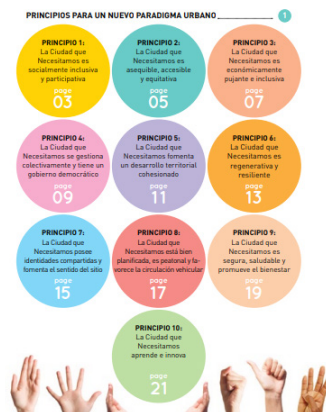 PRINCIPIOS PARA UN NUEVO PARADIGMA URBANO 1
PRINCIPIO 1:
La Ciudad que
Necesitamos es
socialmente inclusiva
y participativa
page
03
PRINCIPIO 2:
La Ciudad que
Necesitamos es
asequible, accesible
y equitativa
page
05
PRINCIPIO 3:
La Ciudad que
Necesitamos es
económicamente
pujante e inclusiva
page
07
PRINCIPIO 4:
La Ciudad que
Necesitamos se gestiona
colectivamente y tiene un
gobierno democrático
page
09
PRINCIPIO 5:
La Ciudad que
Necesitamos fomenta
un desarrollo territorial
cohesionado
page
11
PRINCIPIO 6:
La Ciudad que
Necesitamos es
regenerativa y
resiliente
page
13
PRINCIPIO 7:
La Ciudad que
Necesitamos posee
identidades compartidas y
fomenta el sentido del sitio
page
15
PRINCIPIO 8:
La Ciudad que
Necesitamos está bien
planificada, es peatonal y fa-
vorece la circulación vehicular
page
17
PRINCIPIO 9:
La Ciudad que
Necesitamos es
segura, saludable y
promueve el bienestar
page
19
PRINCIPIO 10:
La Ciudad que
Necesitamos
aprende e innova
page
21